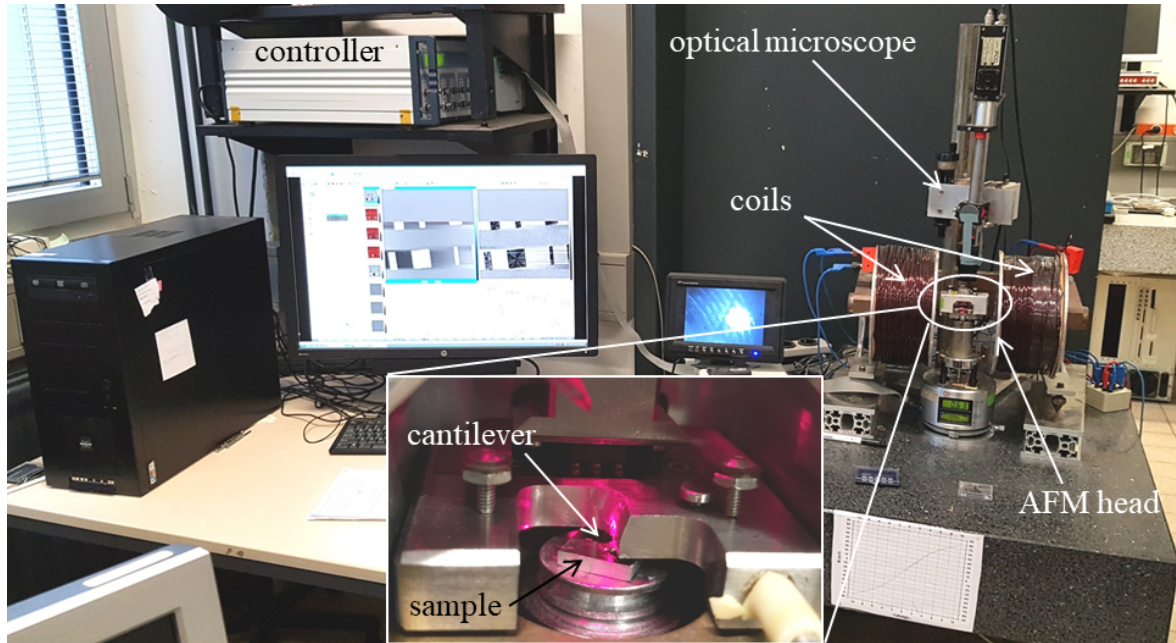 controller
optical microscope
coils
cantilever
AFM head
sample